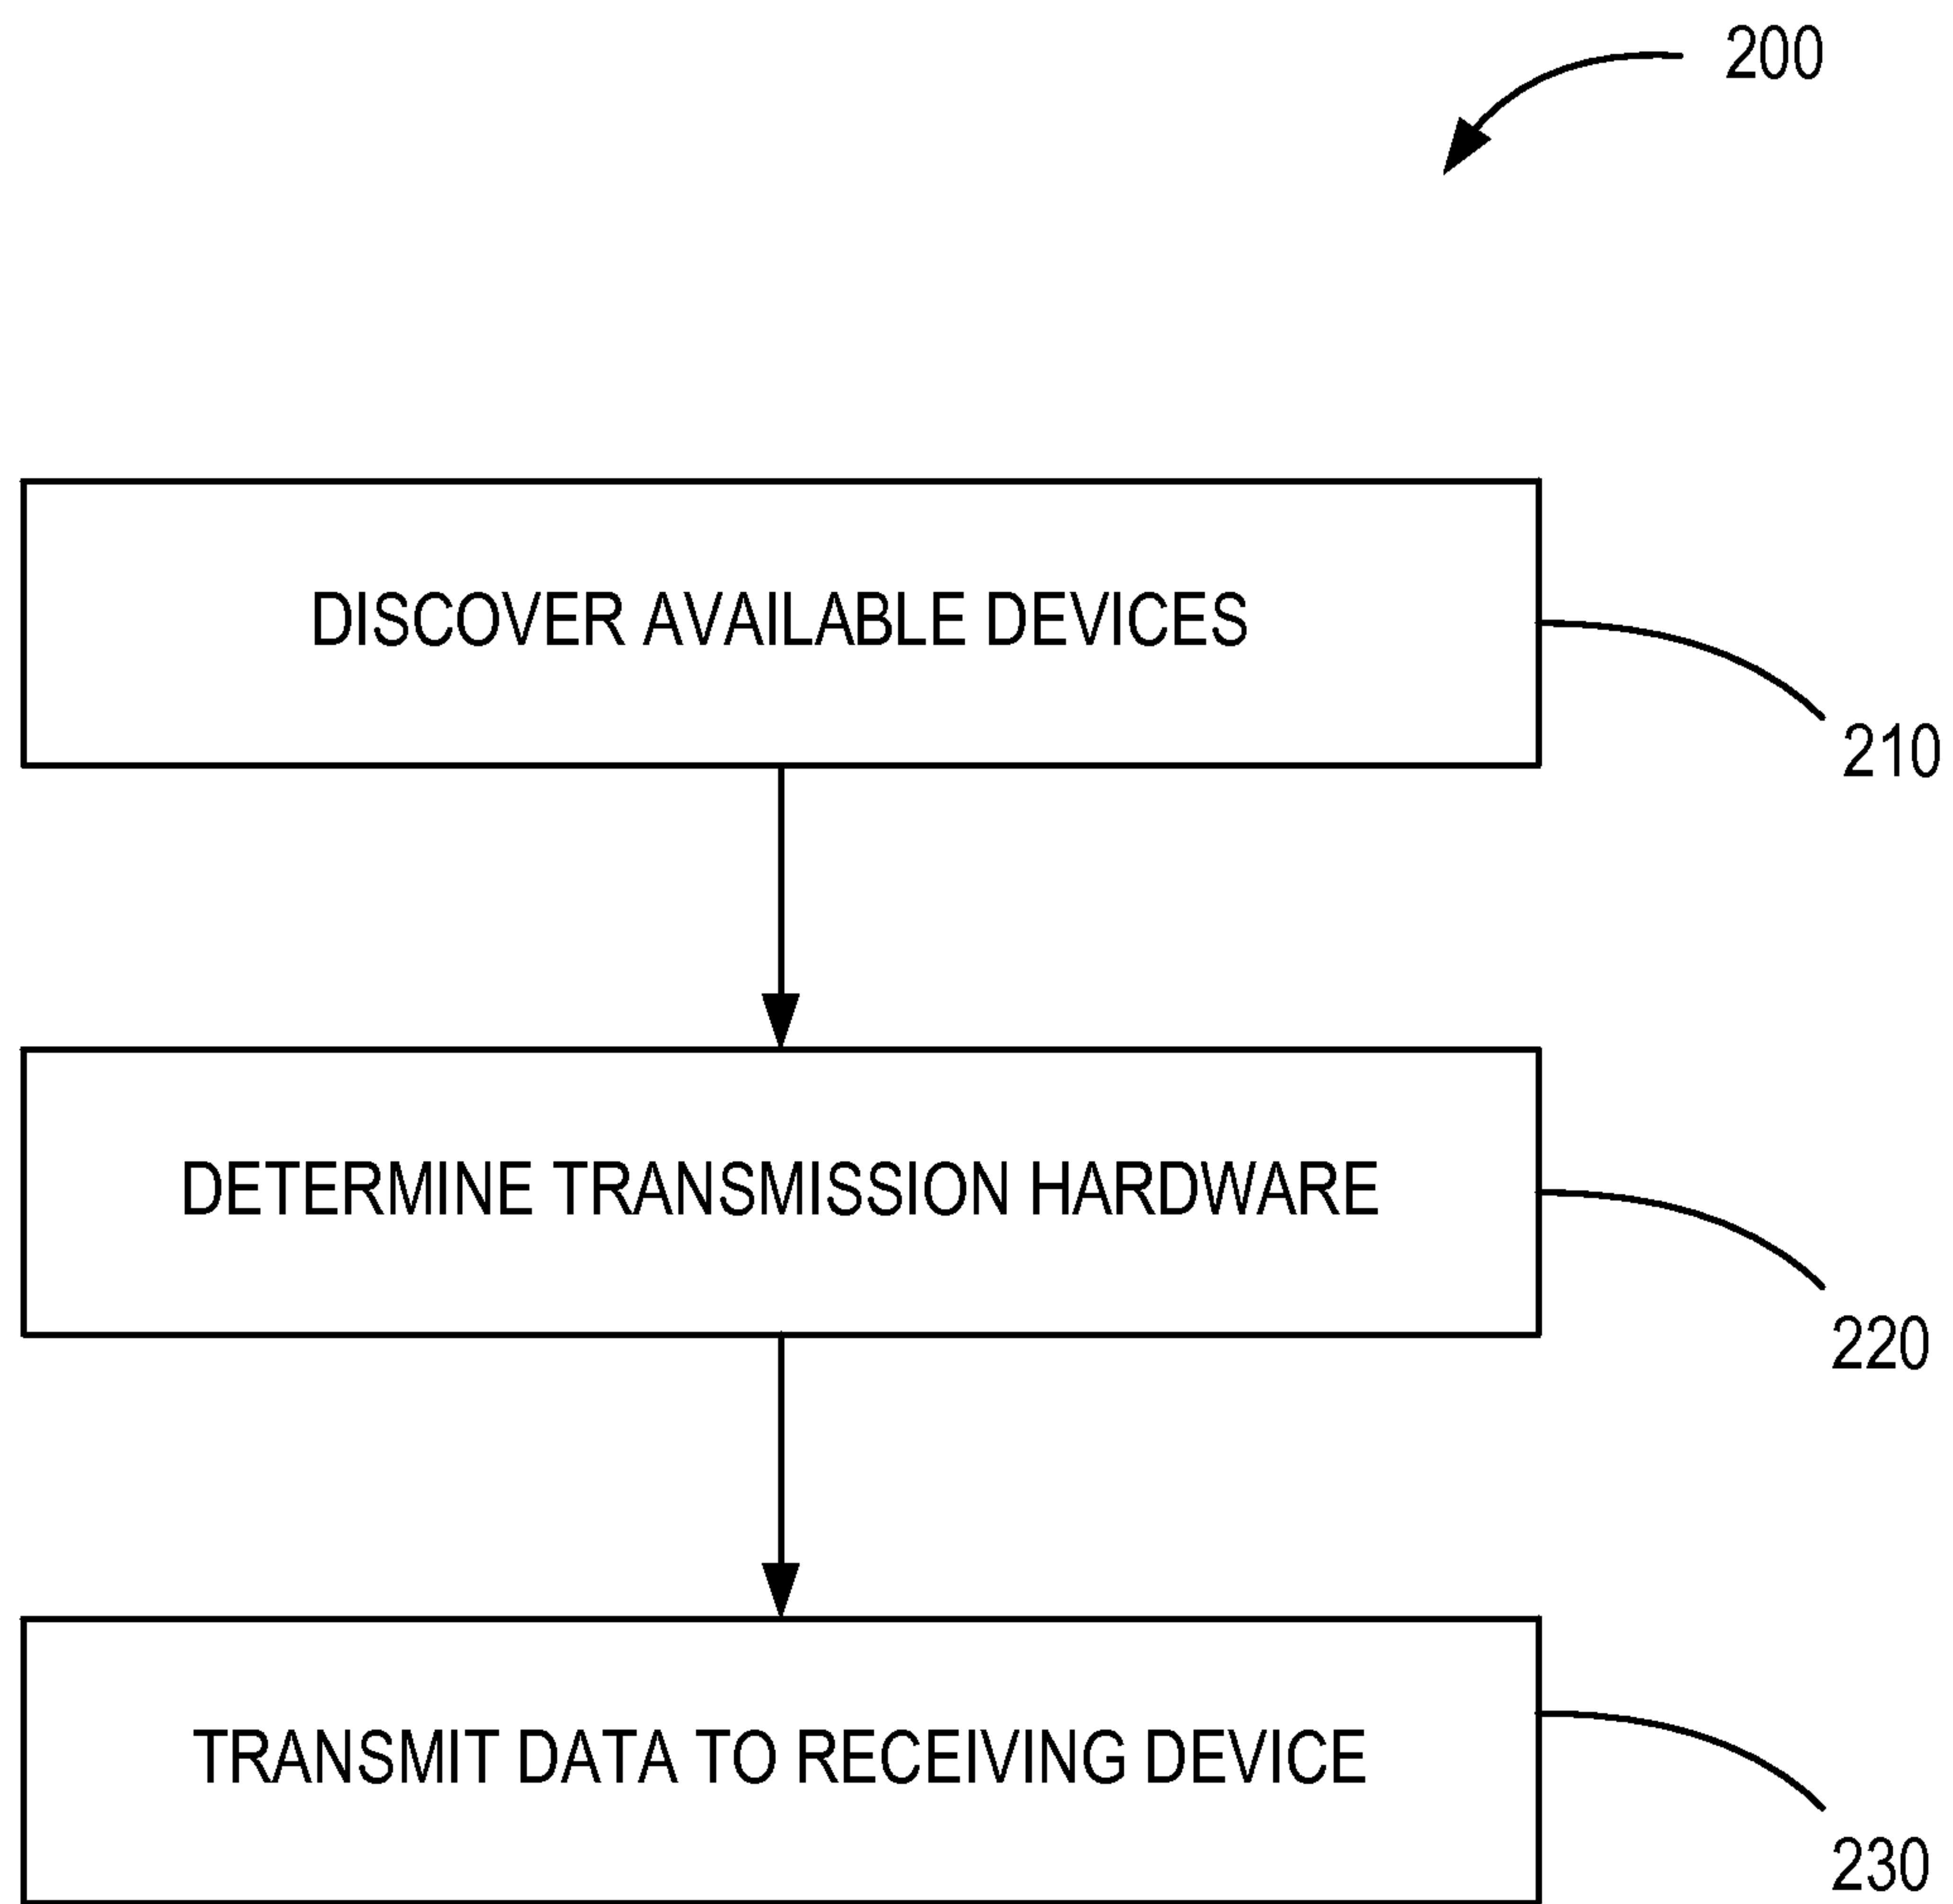 200
DISCOVER AVAILABLE DEVICES
210
DETERMINE TRANSMISSION HARDWARE
220
TRANSMIT DATA TO RECEIVING DEVICE
230